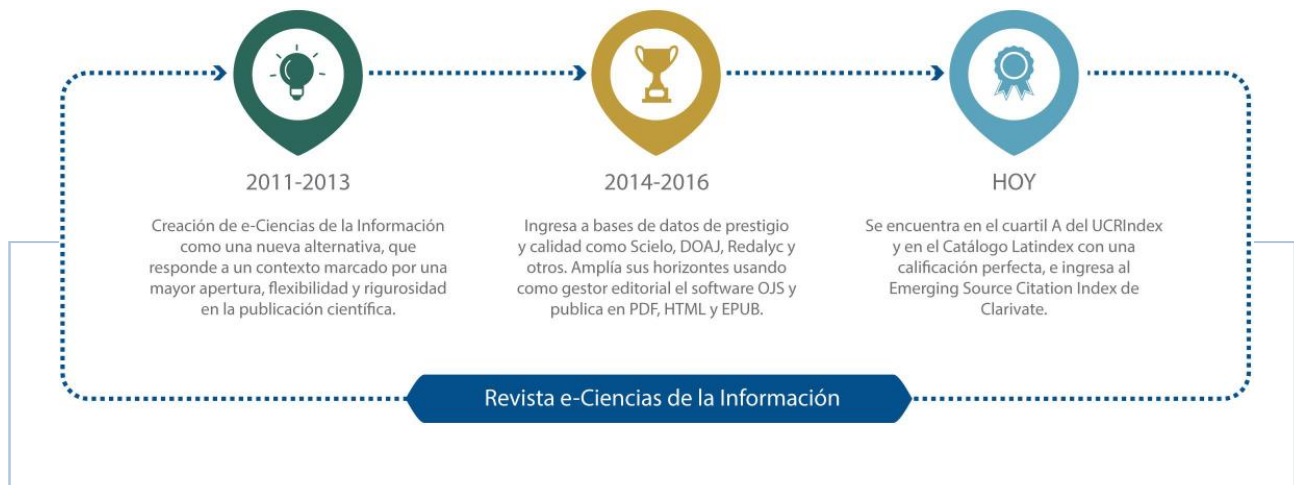 2011-2013
Creación de e-Ciencias de la Información
como una nueva alternativa, que
responde a un contexto marcado por una
mayor apertura, flexibilidad y rigurosidad
en la publicación científica.
2014-2016
Ingresa a bases de datos de prestigio
y calidad como Scielo, DOAJ, Redalyc y
otros. Amplía sus horizontes usando
como gestor editorial el software OJS y
publica en PDF, HTML y EPUB.
HOY
Se encuentra en el cuartil A del UCRIndex
y en el Catálogo Latindex con una
calificación perfecta, e ingresa al
Emerging Source Citation Index de
Clarivate.
Revista e-Ciencias de la Información